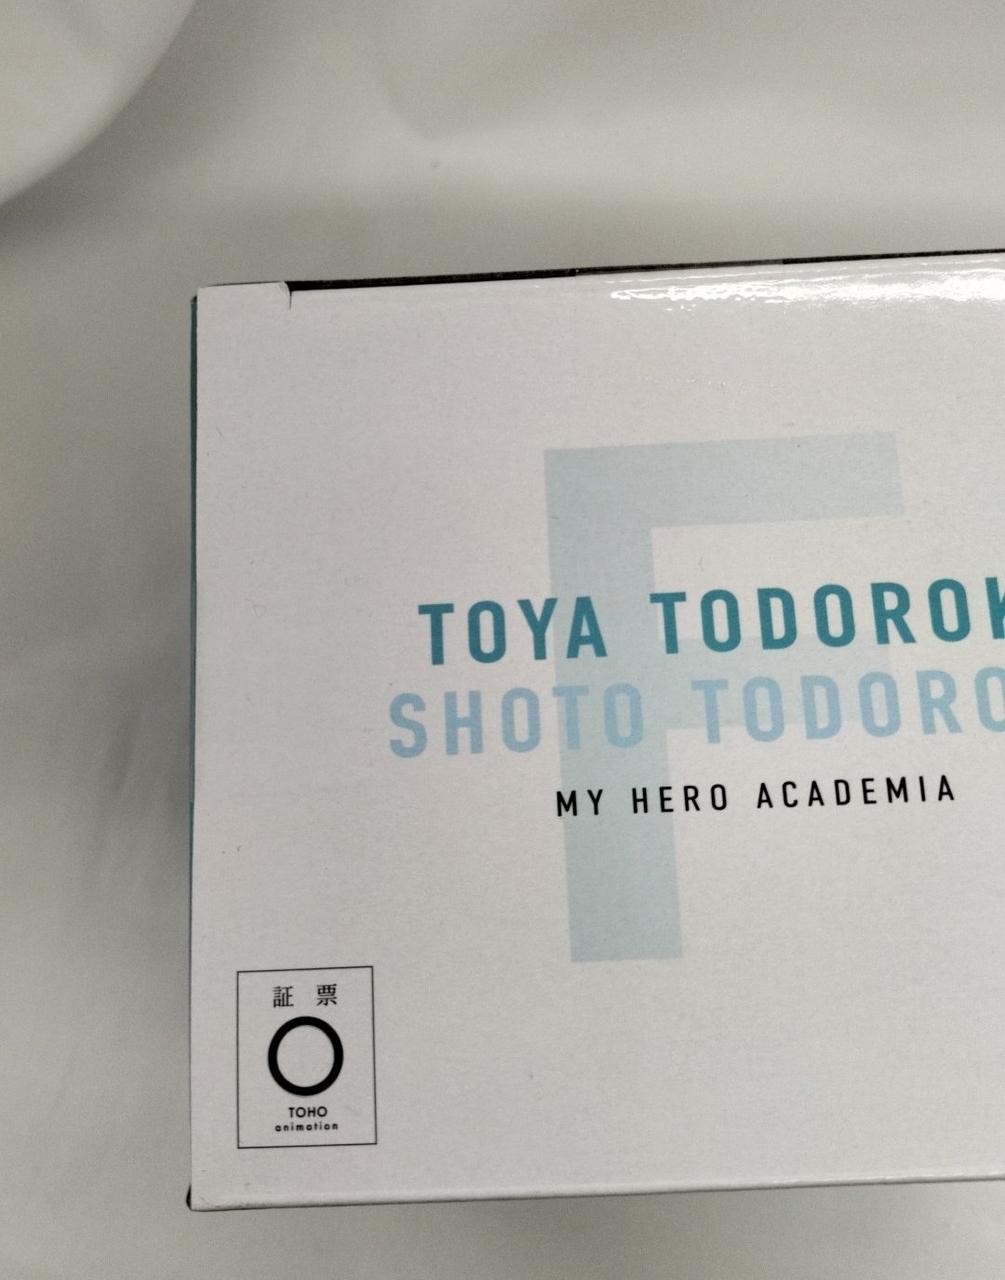 F
TOYA TODOROK
SHOTO TODORO
MY HERO ACADEMIA
証 票
TOHO
animation